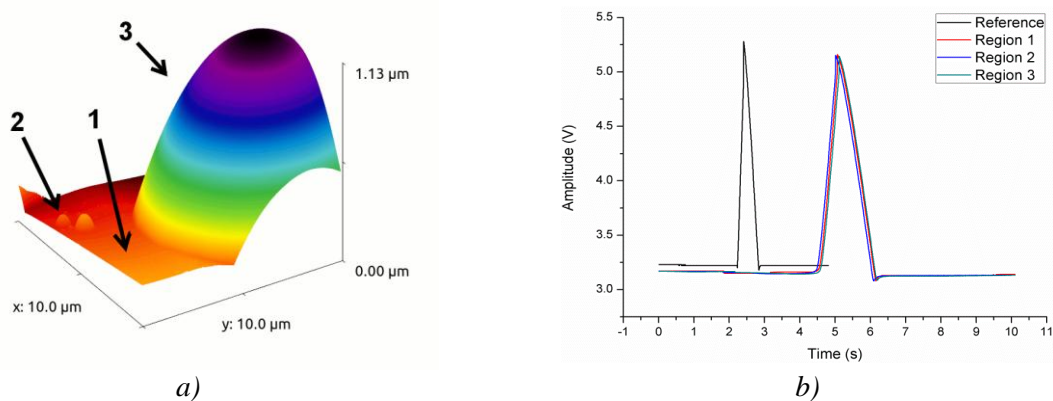 3
2
1
1.13 µm
0.00 µm
x: 10.0 µm
y: 10.0 µm
a)
5.5
5.0
4.5
4.0
3.5
3.0
Amplitude (V)
-1 0 1 2 3 4 5 6 7 8 9 10 11
Time (s)
Reference
Region 1
Region 2
Region 3
b)